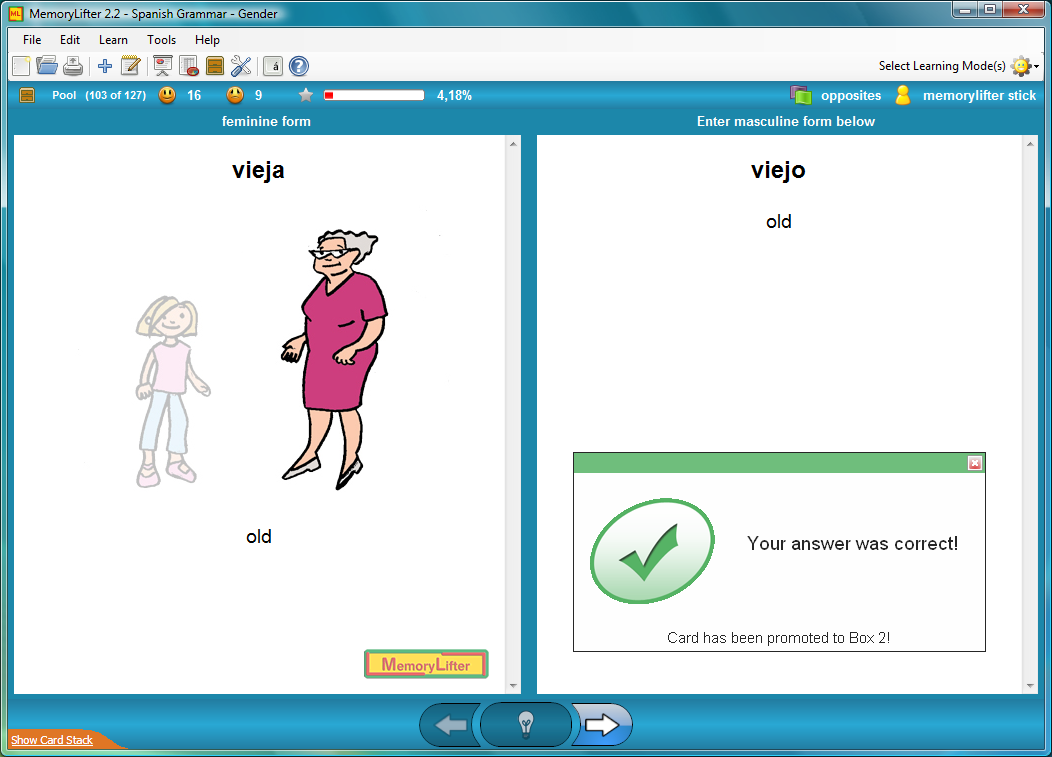 ML MemoryLifter 2.2 - Spanish Grammar - Gender
File Edit Learn Tools Help
á ? Select Learning Mode(s)
Pool (103 of 127) 16 9 4,18% opposites memorylifter stick
feminine form
Enter masculine form below
vieja
old
MemoryLifter
viejo
old
Your answer was correct!
Card has been promoted to Box 2!
Show Card Stack